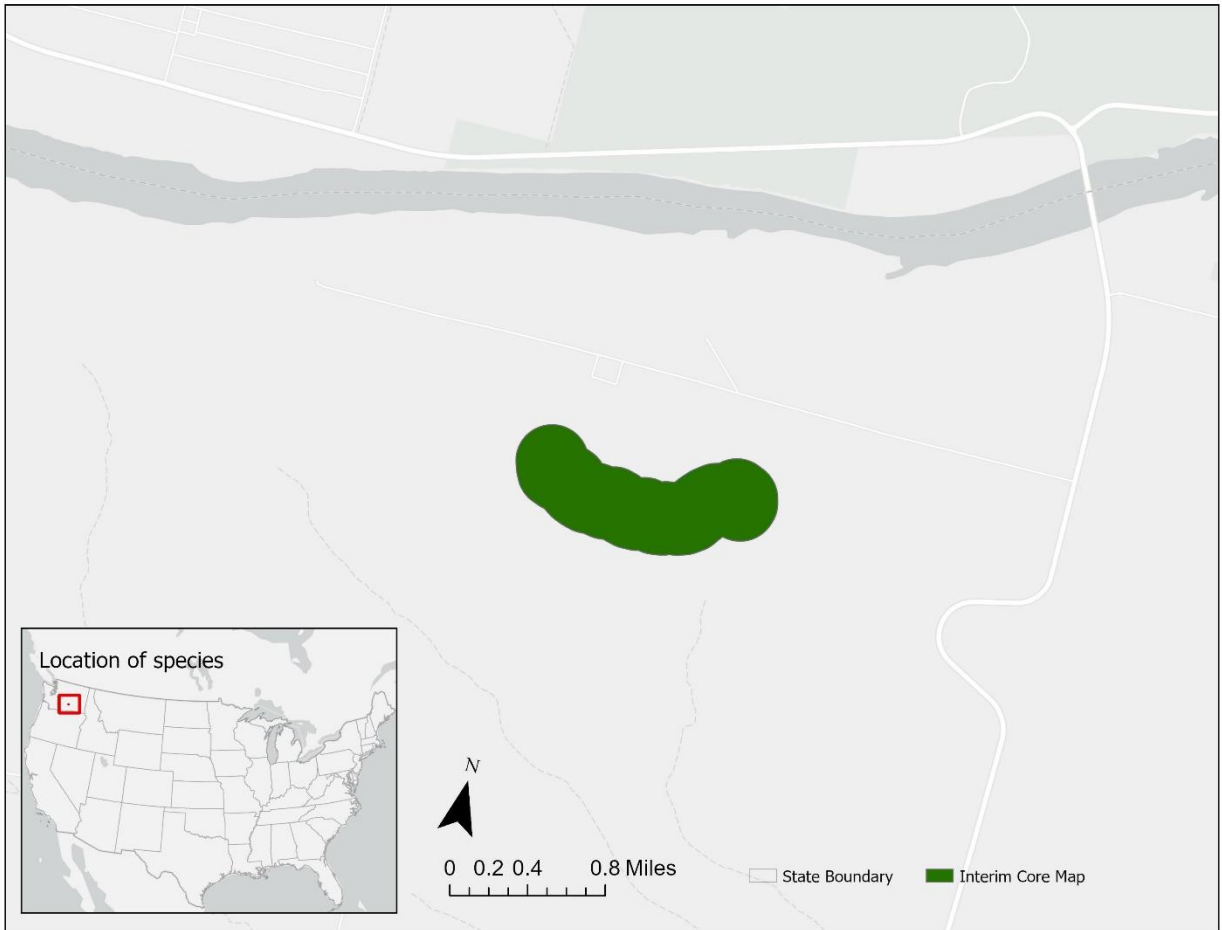 Location of species
N
0 0.2 0.4 0.8 Miles
State Boundary
Interim Core Map